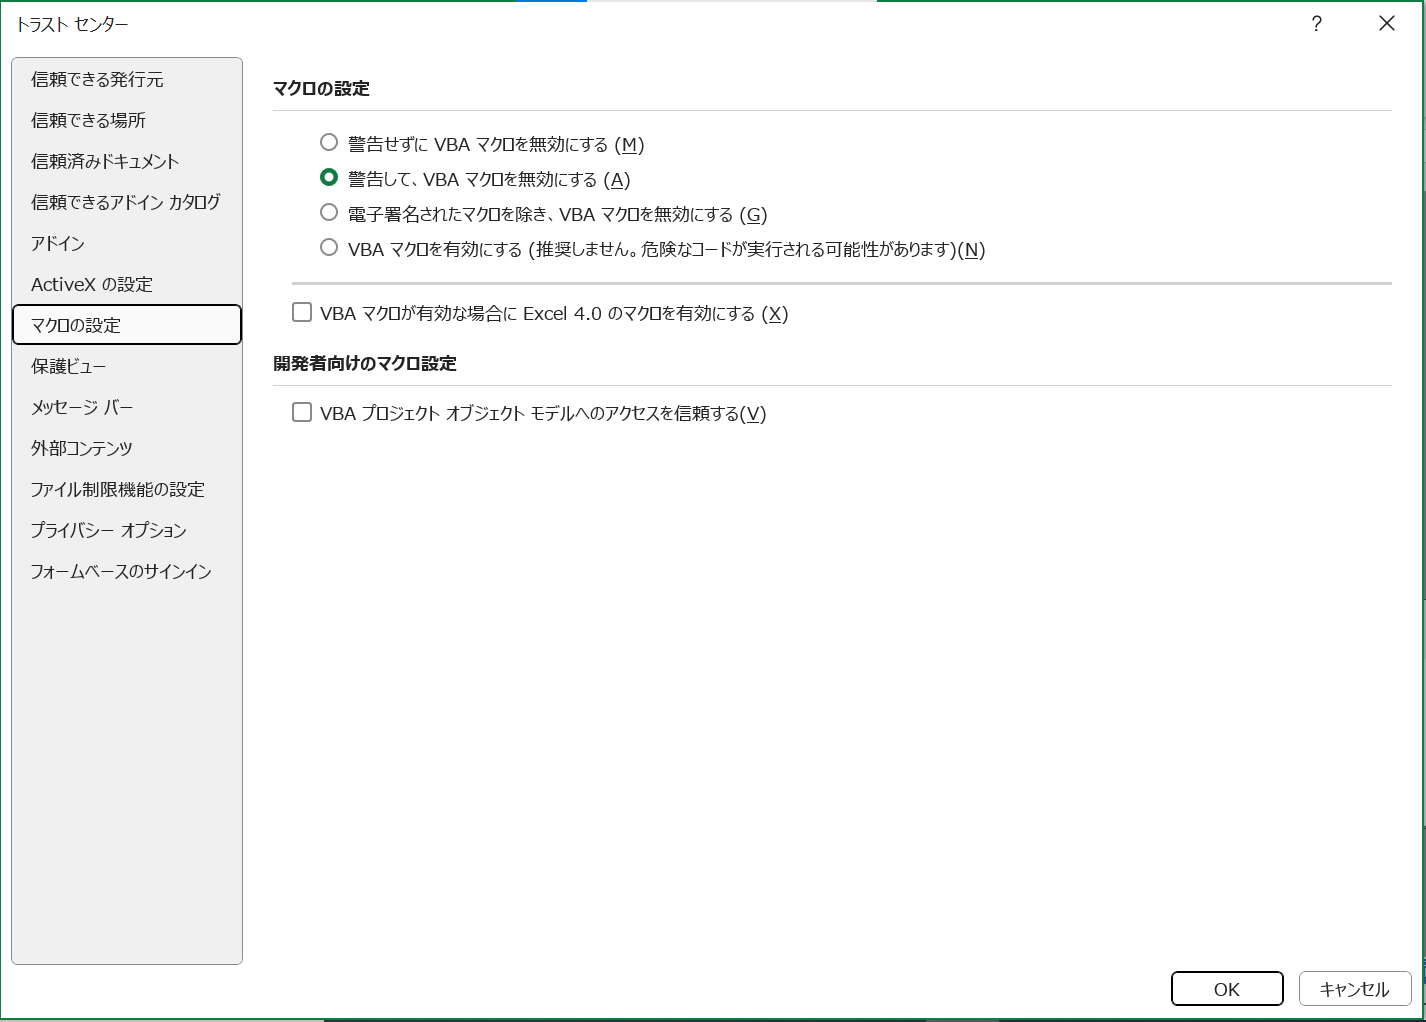 トラスト センター
?
信頼できる発行元
信頼できる場所
信頼済みドキュメント
信頼できるアドイン カタログ
アドイン
ActiveX の設定
マクロの設定
保護ビュー
メッセージ バー
外部コンテンツ
ファイル制限機能の設定
プライバシー オプション
フォームベースのサインイン
マクロの設定
警告せずに VBA マクロを無効にする (M)
警告して、VBA マクロを無効にする (A)
電子署名されたマクロを除き、VBA マクロを無効にする (G)
VBA マクロを有効にする (推奨しません。危険なコードが実行される可能性があります)(N)
VBA マクロが有効な場合に Excel 4.0 のマクロを有効にする (X)
開発者向けのマクロ設定
VBA プロジェクト オブジェクト モデルへのアクセスを信頼する(V)
OK
キャンセル